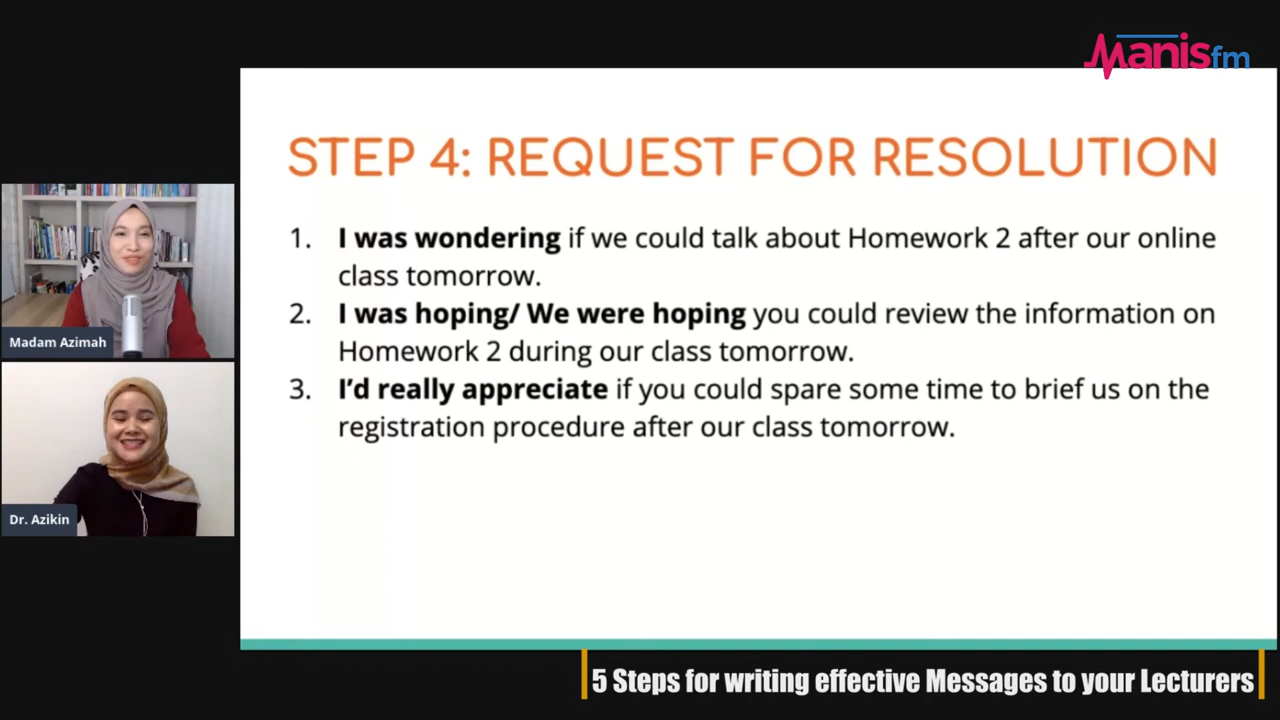 Manisfm
STEP 4: REQUEST FOR RESOLUTION
1. I was wondering if we could talk about Homework 2 after our online
class tomorrow.
2. I was hoping/ We were hoping you could review the information on
Homework 2 during our class tomorrow.
3. I’d really appreciate if you could spare some time to brief us on the
registration procedure after our class tomorrow.
Madam Azimah
Dr. Azikin
5 Steps for writing effective Messages to your Lecturers